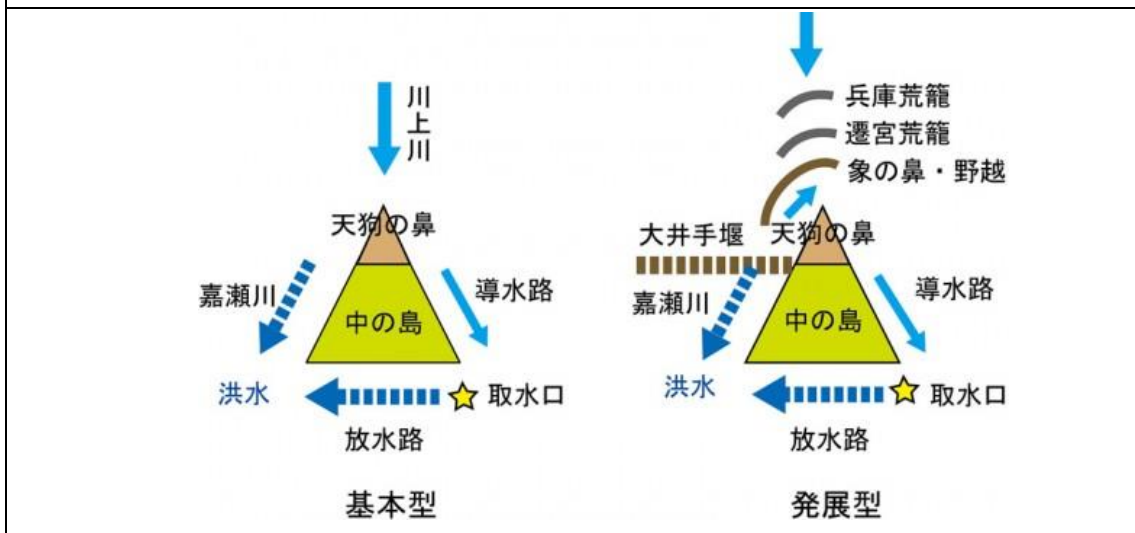 川上川
天狗の鼻
嘉瀬川
導水路
中の島
洪水
取水口
放水路
基本型
兵庫荒籠
遷宮荒籠
象の鼻・野越
大井手堰
天狗の鼻
嘉瀬川
導水路
中の島
洪水
取水口
放水路
発展型